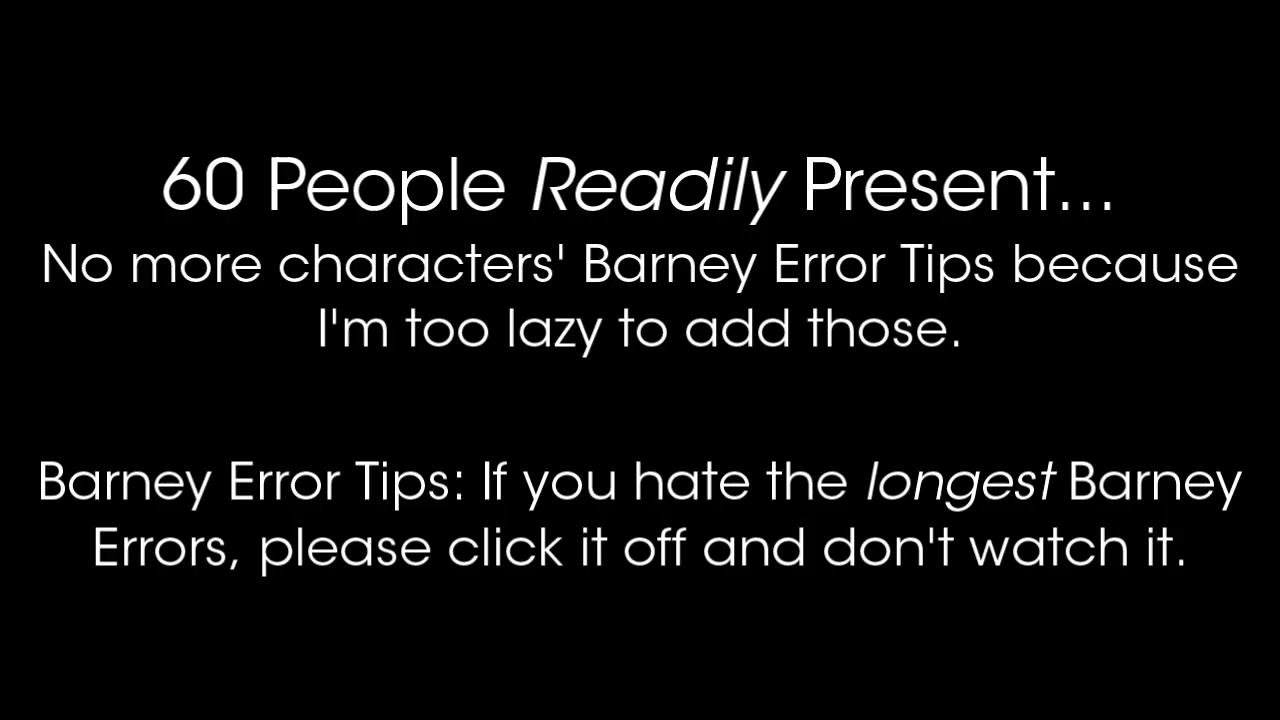 60 People Readily Present...
No more characters' Barney Error Tips because
I'm too lazy to add those.
Barney Error Tips: If you hate the longest Barney
Errors, please click it off and don't watch it.